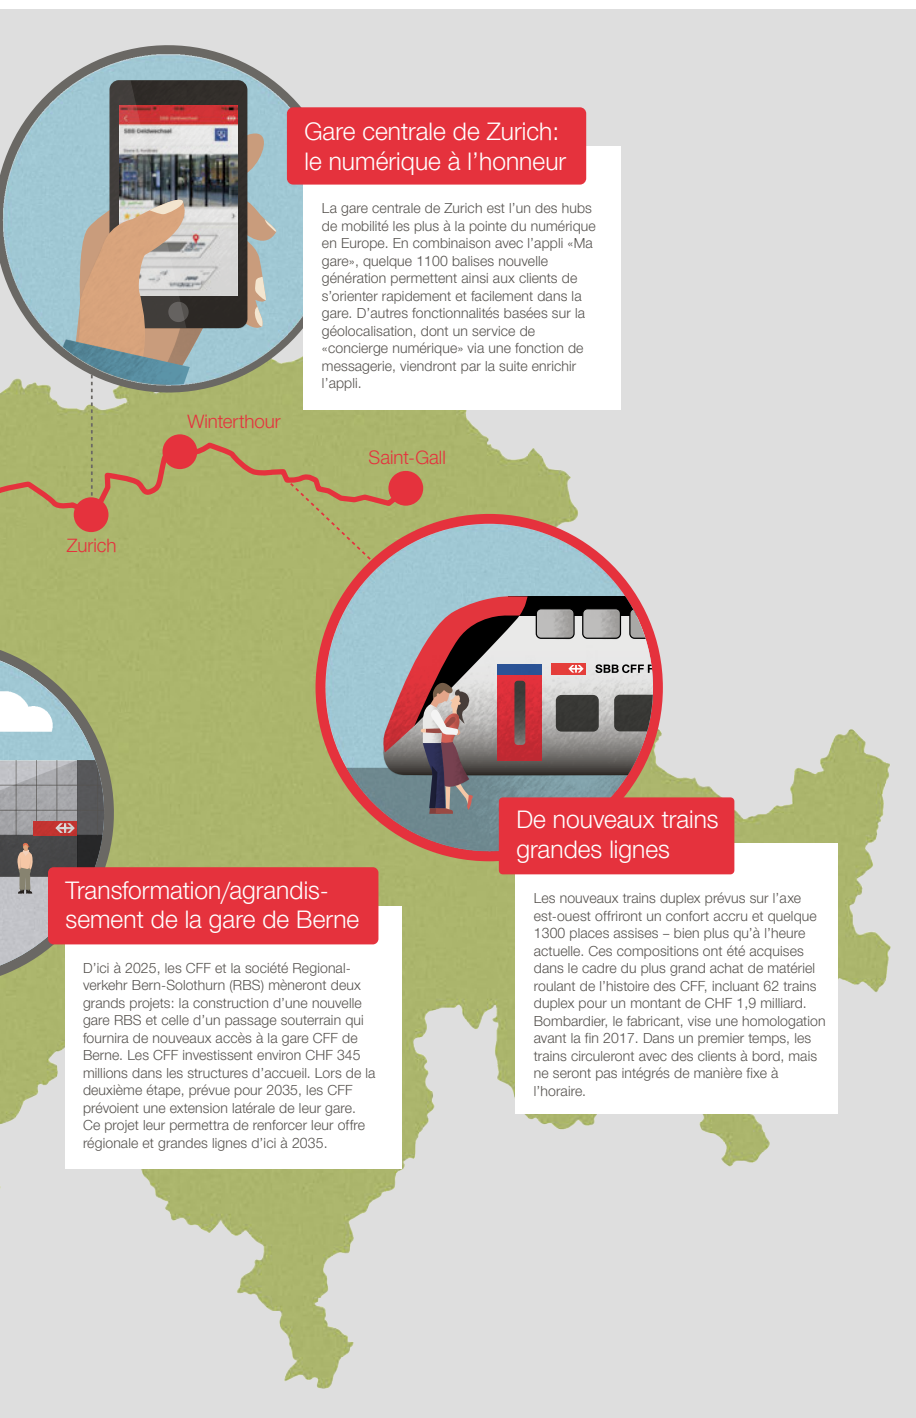 SBB Geldwechsel
Gare centrale de Zurich:
le numérique à l’honneur
La gare centrale de Zurich est l’un des hubs
de mobilité les plus à la pointe du numérique
en Europe. En combinaison avec l’appli «Ma
gare», quelque 1100 balises nouvelle
génération permettent ainsi aux clients de
s’orienter rapidement et facilement dans la
gare. D’autres fonctionnalités basées sur la
géolocalisation, dont un service de
«concierge numérique» via une fonction de
messagerie, viendront par la suite enrichir
l’appli.
Winterthour
Saint-Gall
Zurich
SBB CFF F
De nouveaux trains
grandes lignes
Les nouveaux trains duplex prévus sur l’axe
est-ouest offriront un confort accru et quelque
1300 places assises – bien plus qu’à l’heure
actuelle. Ces compositions ont été acquises
dans le cadre du plus grand achat de matériel
roulant de l’histoire des CFF, incluant 62 trains
duplex pour un montant de CHF 1,9 milliard.
Bombardier, le fabricant, vise une homologation
avant la fin 2017. Dans un premier temps, les
trains circuleront avec des clients à bord, mais
ne seront pas intégrés de manière fixe à
l’horaire.
Transformation/agrandis-
sement de la gare de Berne
D’ici à 2025, les CFF et la société Regional-
verkehr Bern-Solothurn (RBS) mèneront deux
grands projets: la construction d’une nouvelle
gare RBS et celle d’un passage souterrain qui
fournira de nouveaux accès à la gare CFF de
Berne. Les CFF investissent environ CHF 345
millions dans les structures d’accueil. Lors de la
deuxième étape, prévue pour 2035, les CFF
prévoient une extension latérale de leur gare.
Ce projet leur permettra de renforcer leur offre
régionale et grandes lignes d’ici à 2035.